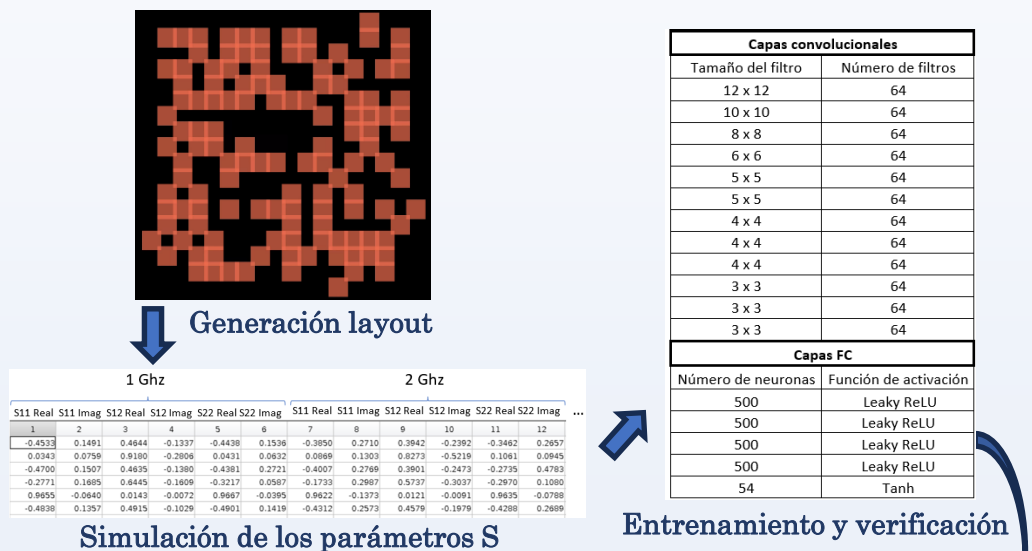 Generación layout
1 Ghz 2 Ghz
S11 Real S11 Imag S12 Real S12 Imag S22 Real S22 Imag S11 Real S11 Imag S12 Real S12 Imag S22 Real S22 Imag ...
1 2 3 4 5 6 7 8 9 10 11 12
-0.4533 0.1491 0.4644 -0.1337 -0.4438 0.1536 -0.3850 0.2710 0.3942 -0.2392 -0.3462 0.2657
0.0343 0.0759 0.9180 -0.2806 0.0431 0.0632 0.0869 0.1303 0.8273 -0.5219 0.1061 0.0945
-0.4700 0.1507 0.4635 -0.1380 -0.4381 0.2721 -0.4007 0.2769 0.3901 -0.2473 -0.2735 0.4783
-0.2771 0.1685 0.6445 -0.1609 -0.3217 0.0587 -0.1733 0.2987 0.5737 -0.3037 -0.2970 0.1080
0.9655 -0.0640 0.0143 -0.0072 0.9667 -0.0395 0.9622 -0.1373 0.0121 -0.0091 0.9635 -0.0788
-0.4838 0.1357 0.4915 -0.1029 -0.4901 0.1419 -0.4312 0.2573 0.4579 -0.1979 -0.4288 0.2689
Simulación de los parámetros S
Capas convolucionales
Tamaño del filtro Número de filtros
12 x 12 64
10 x 10 64
8 x 8 64
6 x 6 64
5 x 5 64
5 x 5 64
4 x 4 64
4 x 4 64
4 x 4 64
3 x 3 64
3 x 3 64
3 x 3 64
Capas FC
Número de neuronas Función de activación
500 Leaky ReLU
500 Leaky ReLU
500 Leaky ReLU
500 Leaky ReLU
54 Tanh
Entrenamiento y verificación